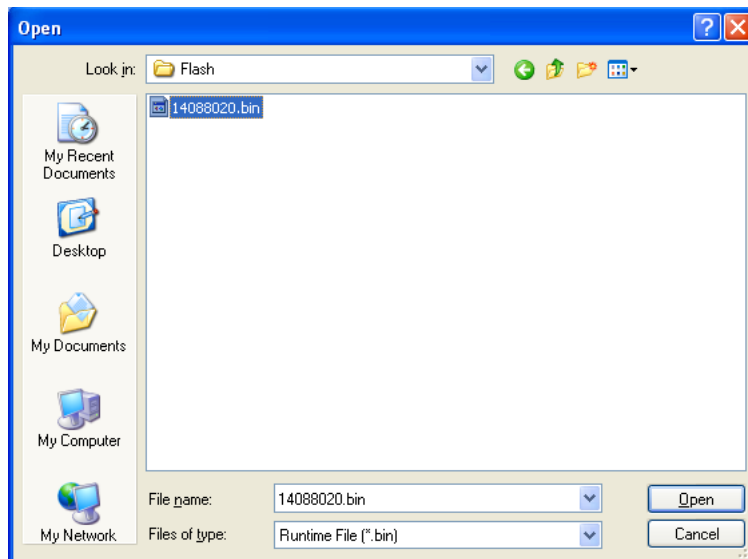 Open
Look in: Flash
14088020.bin
My Recent
Documents
Desktop
My Documents
My Computer
My Network
File name: 14088020.bin Open
Files of type: Runtime File (*.bin) Cancel